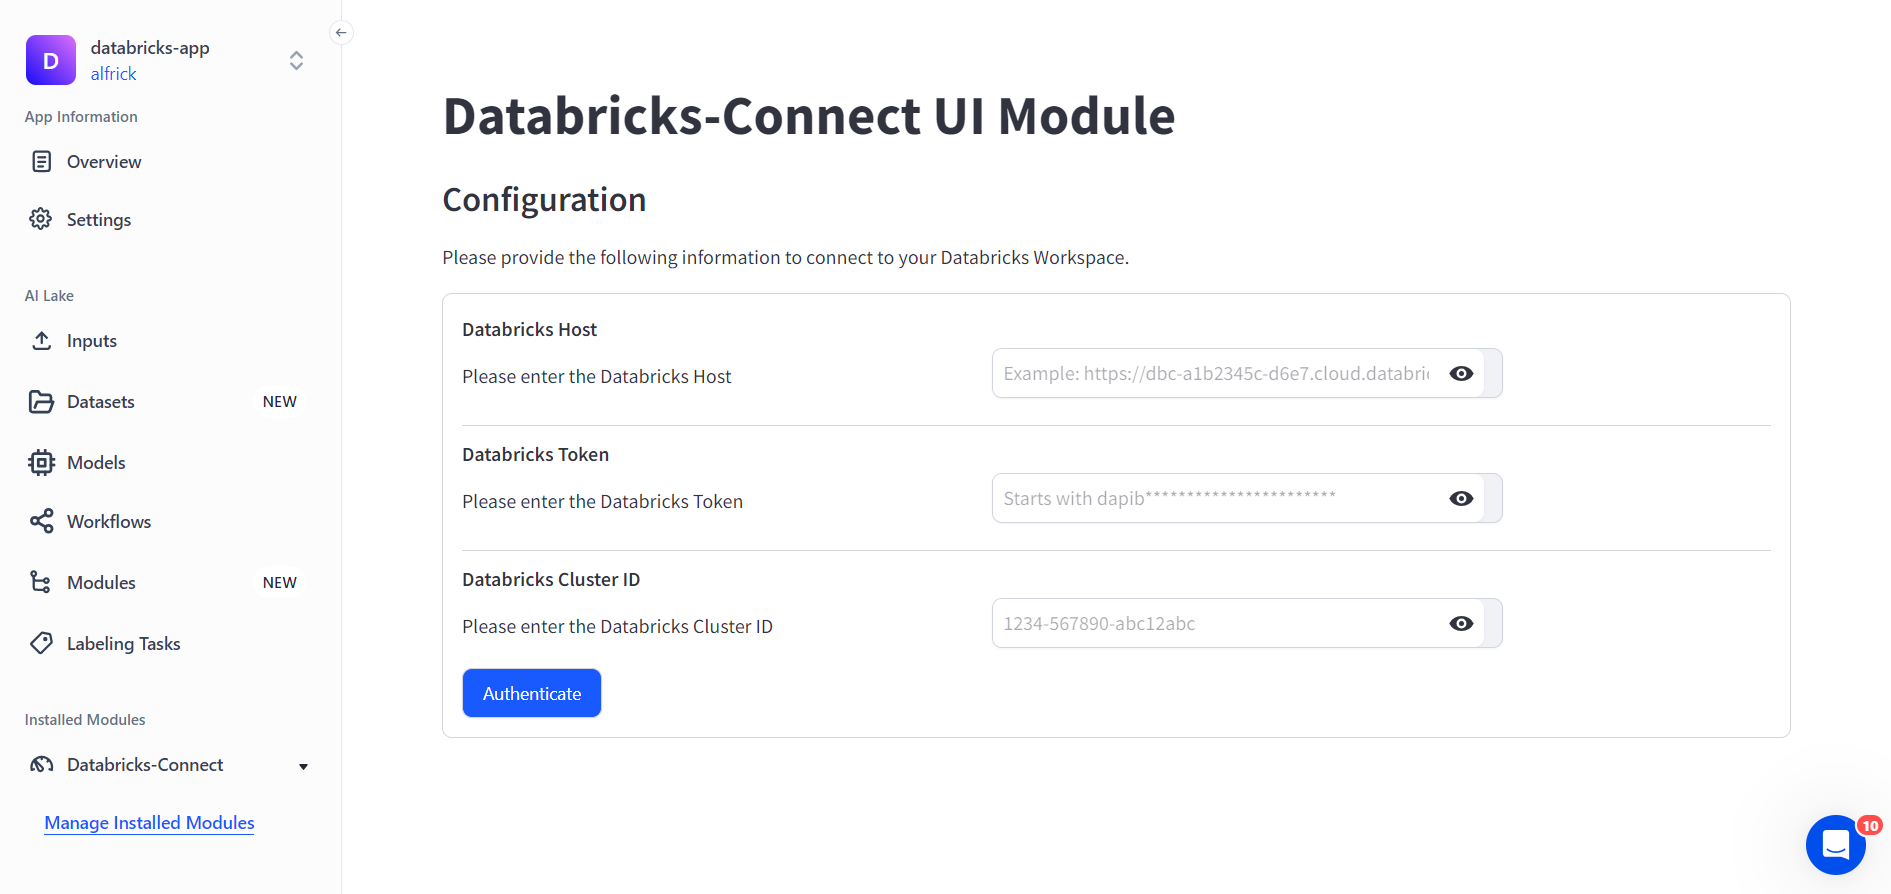 D
databricks-app
alfrick
App Information
Overview
Settings
AI Lake
Inputs
Datasets NEW
Models
Workflows
Modules NEW
Labeling Tasks
Installed Modules
Databricks-Connect
Manage Installed Modules
Databricks-Connect UI Module
Configuration
Please provide the following information to connect to your Databricks Workspace.
Databricks Host
Please enter the Databricks Host
Example: https://dbc-a1b2345c-d6e7.cloud.databri
Databricks Token
Please enter the Databricks Token
Starts with dapib***********************
Databricks Cluster ID
Please enter the Databricks Cluster ID
1234-567890-abc12abc
Authenticate
10